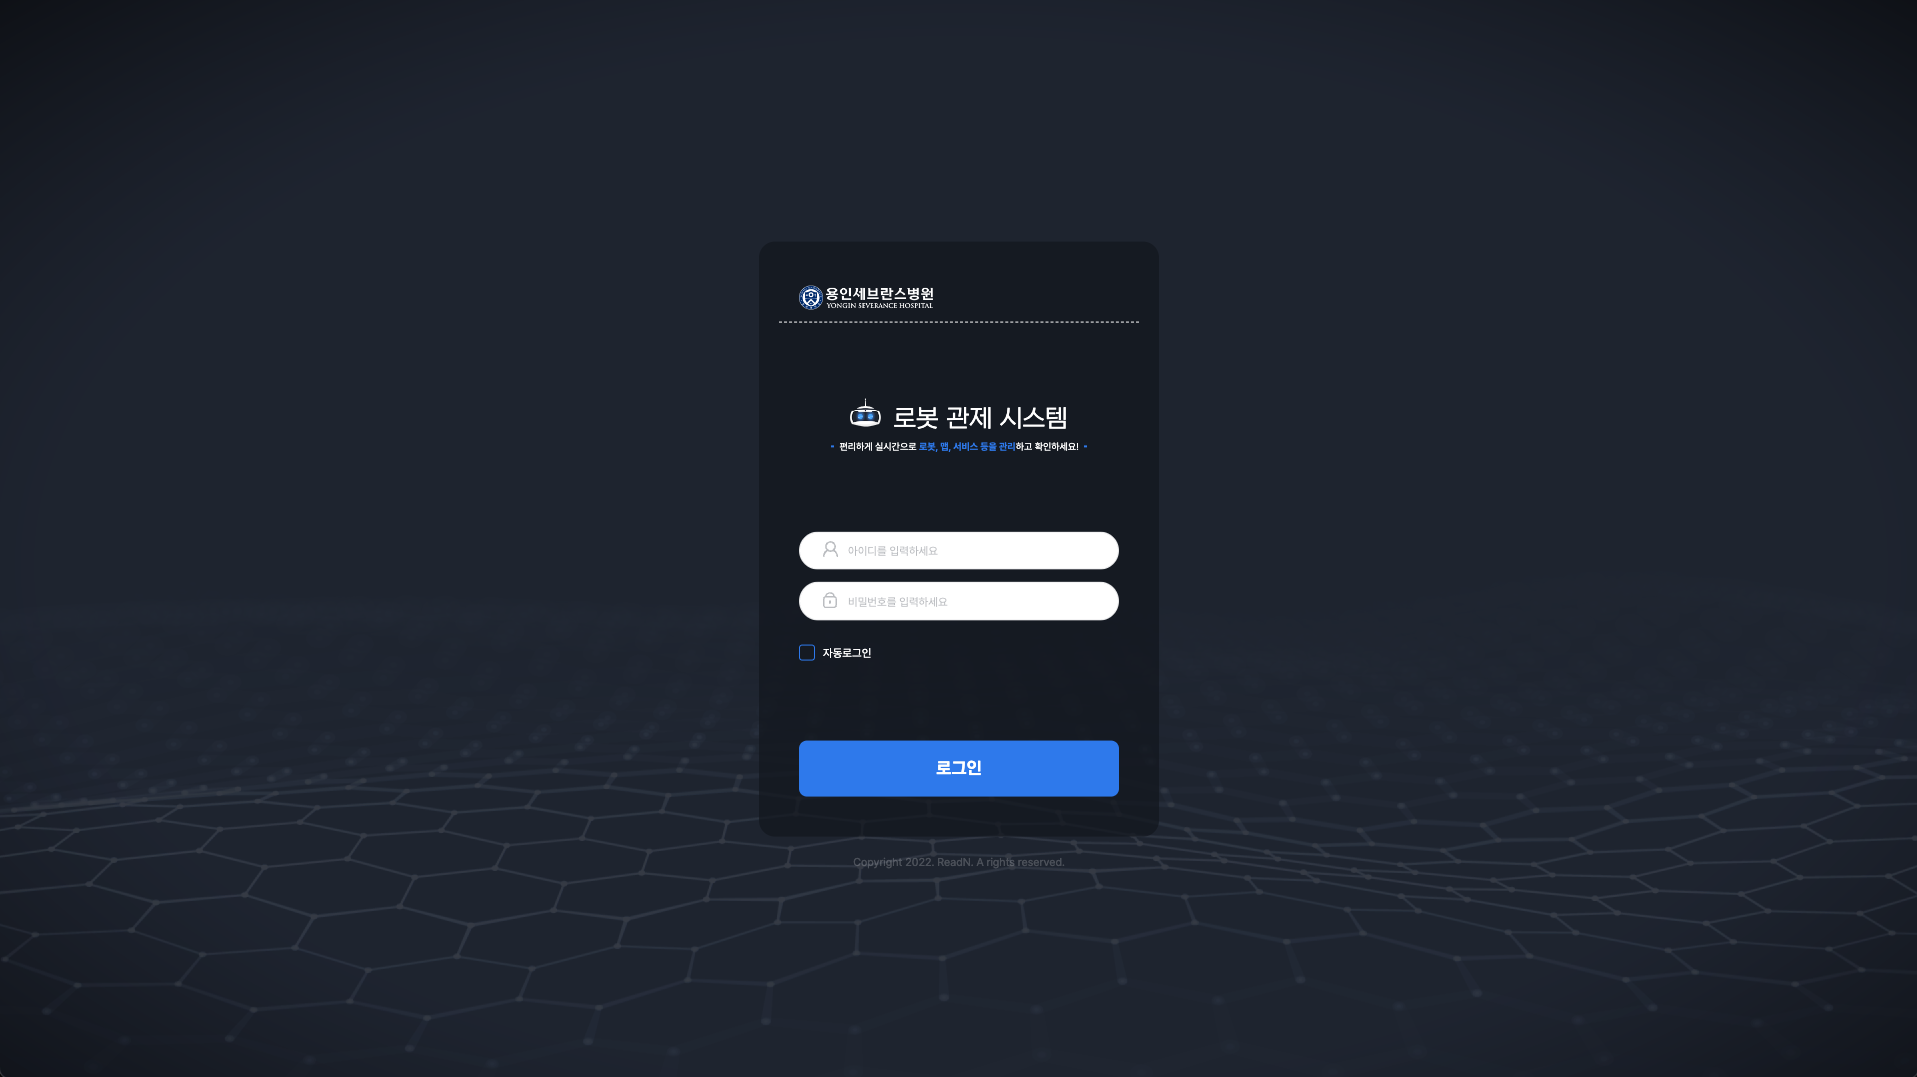 용인세브란스병원
YONGIN SEVERANCE HOSPITAL
로봇 관제 시스템
편리하게 실시간으로 로봇, 맵, 서비스 등을 관리하고 확인하세요!
아이디를 입력하세요
비밀번호를 입력하세요
자동로그인
로그인
Copyright 2022. ReadN. A rights reserved.